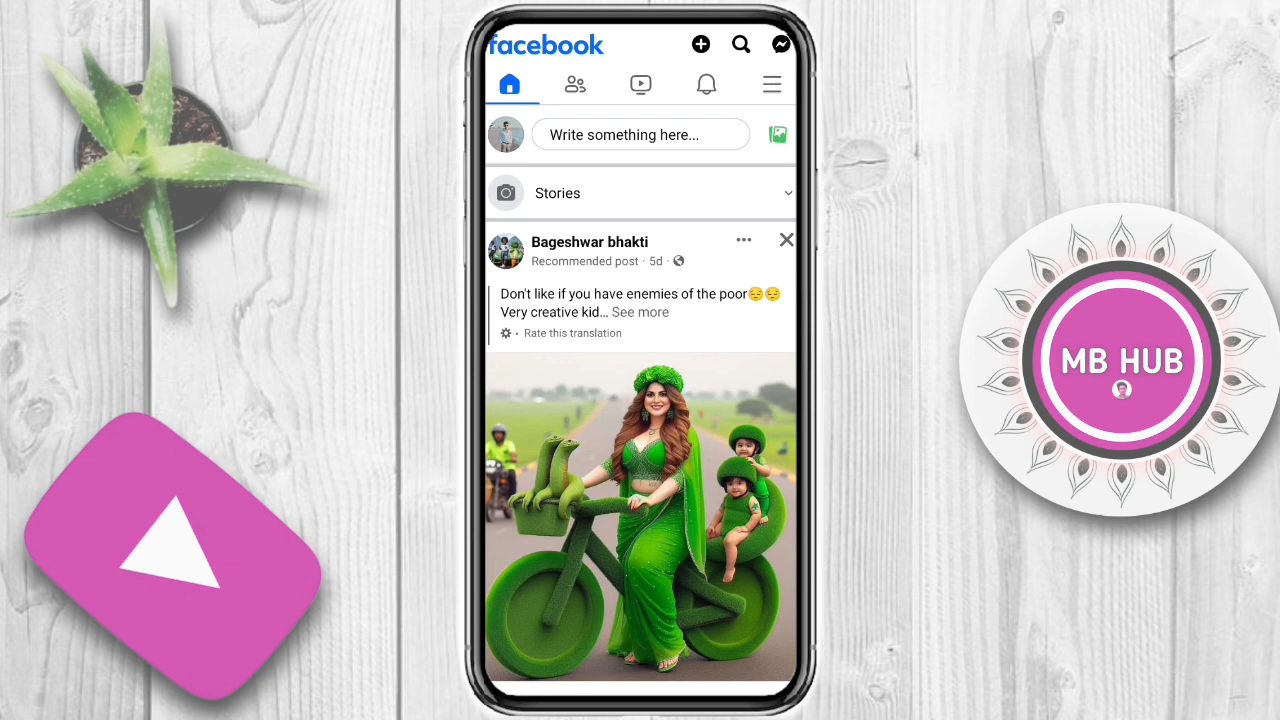 facebook
Write something here...
Stories
Bageshwar bhakti
Recommended post · 5d ·
Don't like if you have enemies of the poor😔😔
Very creative kid... See more
· Rate this translation
MB HUB